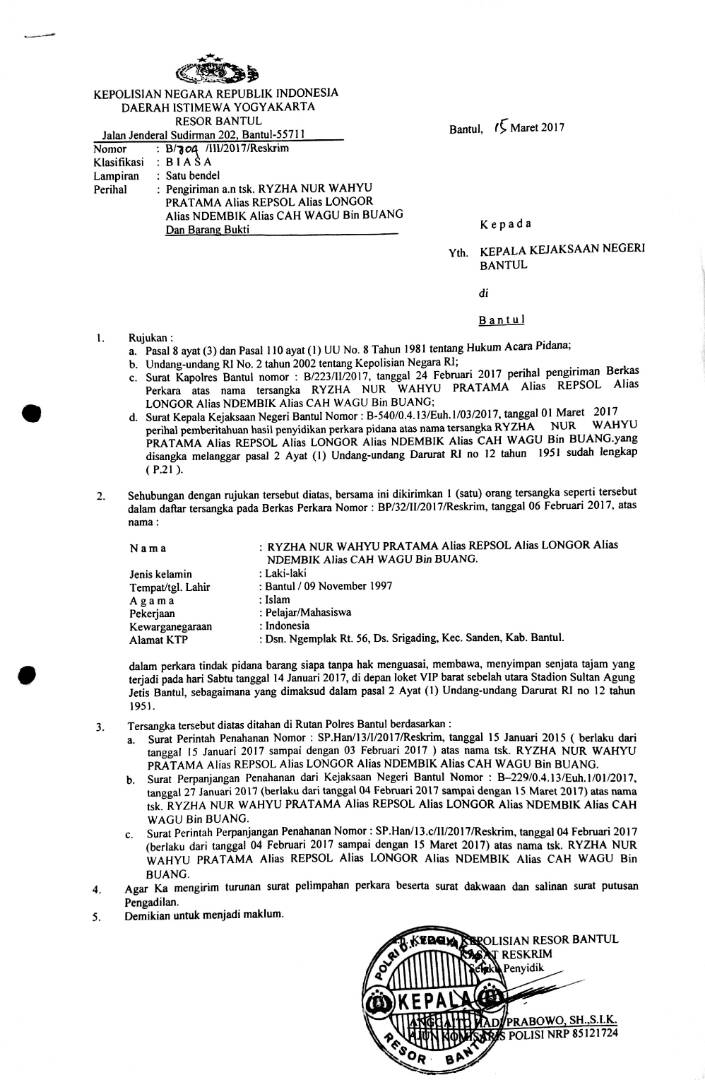 KEPOLISIAN NEGARA REPUBLIK INDONESIA
DAERAH ISTIMEWA YOGYAKARTA
RESOR BANTUL
Jalan Jenderal Sudirman 202, Bantul-55711
Bantul, 15 Maret 2017
Nomor : B/709 /III/2017/Reskrim
Klasifikasi : B I A S A
Lampiran : Satu bendel
Perihal : Pengiriman a.n tsk. RYZHA NUR WAHYU
PRATAMA Alias REPSOL Alias LONGOR
Alias NDEMBIK Alias CAH WAGU Bin BUANG
Dan Barang Bukti
K e p a d a
Yth. KEPALA KEJAKSAAN NEGERI
BANTUL
di
B a n t u l
1. Rujukan :
a. Pasal 8 ayat (3) dan Pasal 110 ayat (1) UU No. 8 Tahun 1981 tentang Hukum Acara Pidana;
b. Undang-undang RI No. 2 tahun 2002 tentang Kepolisian Negara RI;
c. Surat Kapolres Bantul nomor : B/223/II/2017, tanggal 24 Februari 2017 perihal pengiriman Berkas
Perkara atas nama tersangka RYZHA NUR WAHYU PRATAMA Alias REPSOL Alias
LONGOR Alias NDEMBIK Alias CAH WAGU Bin BUANG;
d. Surat Kepala Kejaksaan Negeri Bantul Nomor : B-540/0.4.13/Euh.1/03/2017, tanggal 01 Maret 2017
perihal pemberitahuan hasil penyidikan perkara pidana atas nama tersangka RYZHA NUR WAHYU
PRATAMA Alias REPSOL Alias LONGOR Alias NDEMBIK Alias CAH WAGU Bin BUANG.yang
disangka melanggar pasal 2 Ayat (1) Undang-undang Darurat RI no 12 tahun 1951 sudah lengkap
( P.21 ).
2. Sehubungan dengan rujukan tersebut diatas, bersama ini dikirimkan 1 (satu) orang tersangka seperti tersebut
dalam daftar tersangka pada Berkas Perkara Nomor : BP/32/II/2017/Reskrim, tanggal 06 Februari 2017, atas
nama :
N a m a : RYZHA NUR WAHYU PRATAMA Alias REPSOL Alias LONGOR Alias
NDEMBIK Alias CAH WAGU Bin BUANG.
Jenis kelamin : Laki-laki
Tempat/tgl. Lahir : Bantul / 09 November 1997
A g a m a : Islam
Pekerjaan : Pelajar/Mahasiswa
Kewarganegaraan : Indonesia
Alamat KTP : Dsn. Ngemplak Rt. 56, Ds. Srigading, Kec. Sanden, Kab. Bantul.
dalam perkara tindak pidana barang siapa tanpa hak menguasai, membawa, menyimpan senjata tajam yang
terjadi pada hari Sabtu tanggal 14 Januari 2017, di depan loket VIP barat sebelah utara Stadion Sultan Agung
Jetis Bantul, sebagaimana yang dimaksud dalam pasal 2 Ayat (1) Undang-undang Darurat RI no 12 tahun
1951.
3. Tersangka tersebut diatas ditahan di Rutan Polres Bantul berdasarkan :
a. Surat Perintah Penahanan Nomor : SP.Han/13/I/2017/Reskrim, tanggal 15 Januari 2015 ( berlaku dari
tanggal 15 Januari 2017 sampai dengan 03 Februari 2017 ) atas nama tsk. RYZHA NUR WAHYU
PRATAMA Alias REPSOL Alias LONGOR Alias NDEMBIK Alias CAH WAGU Bin BUANG.
b. Surat Perpanjangan Penahanan dari Kejaksaan Negeri Bantul Nomor : B–229/0.4.13/Euh.1/01/2017,
tanggal 27 Januari 2017 (berlaku dari tanggal 04 Februari 2017 sampai dengan 15 Maret 2017) atas nama
tsk. RYZHA NUR WAHYU PRATAMA Alias REPSOL Alias LONGOR Alias NDEMBIK Alias CAH
WAGU Bin BUANG.
c. Surat Perintah Perpanjangan Penahanan Nomor : SP.Han/13.c/II/2017/Reskrim, tanggal 04 Februari 2017
(berlaku dari tanggal 04 Februari 2017 sampai dengan 15 Maret 2017) atas nama tsk. RYZHA NUR
WAHYU PRATAMA Alias REPSOL Alias LONGOR Alias NDEMBIK Alias CAH WAGU Bin
BUANG.
4. Agar Ka mengirim turunan surat pelimpahan perkara beserta surat dakwaan dan salinan surat putusan
Pengadilan.
5. Demikian untuk menjadi maklum.
KEPOLISIAN RESOR BANTUL
KASAT RESKRIM
Selaku Penyidik
POLRI D.I. YOGYAKARTA
KEPALA
RESOR BANTUL
HADI PRABOWO, SH.,S.I.K.
AJUN KOMISARIS POLISI NRP 85121724